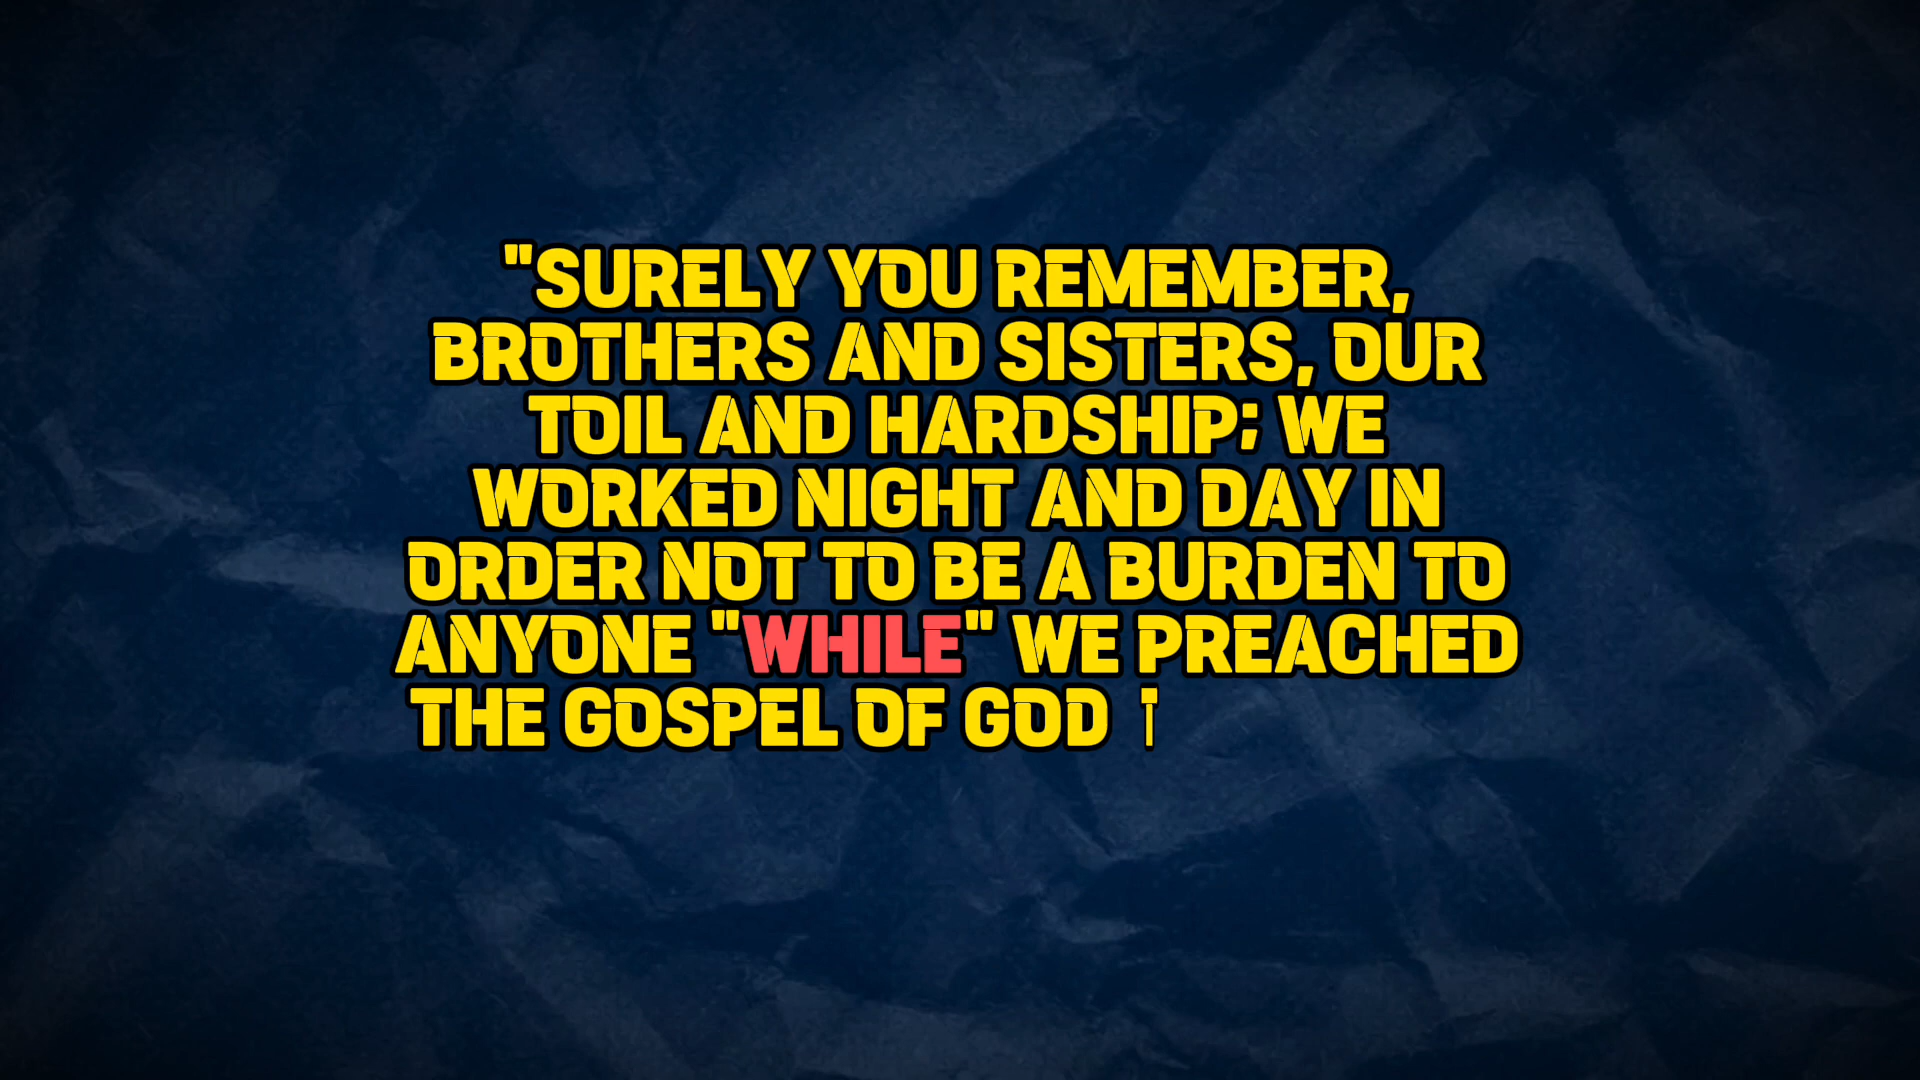 "SURELY YOU REMEMBER,
BROTHERS AND SISTERS, OUR
TOIL AND HARDSHIP; WE
WORKED NIGHT AND DAY IN
ORDER NOT TO BE A BURDEN TO
ANYONE "WHILE" WE PREACHED
THE GOSPEL OF GOD